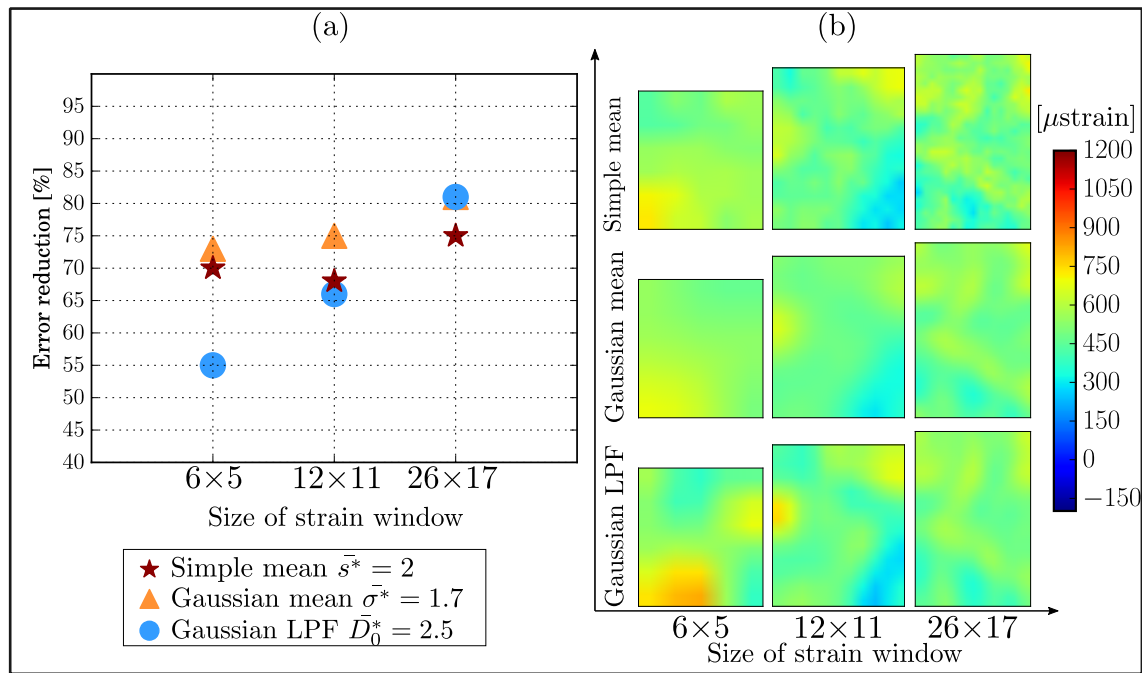 (a)
(b)
Error reduction [%]
95
90
85
80
75
70
65
60
55
50
45
40
6×5
12×11
26×17
Size of strain window
Simple mean s̄* = 2
Gaussian mean σ̄* = 1.7
Gaussian LPF D̄₀* = 2.5
Simple mean
Gaussian mean
Gaussian LPF
6×5
12×11
26×17
Size of strain window
[μstrain]
1200
1050
900
750
600
450
300
150
0
−150